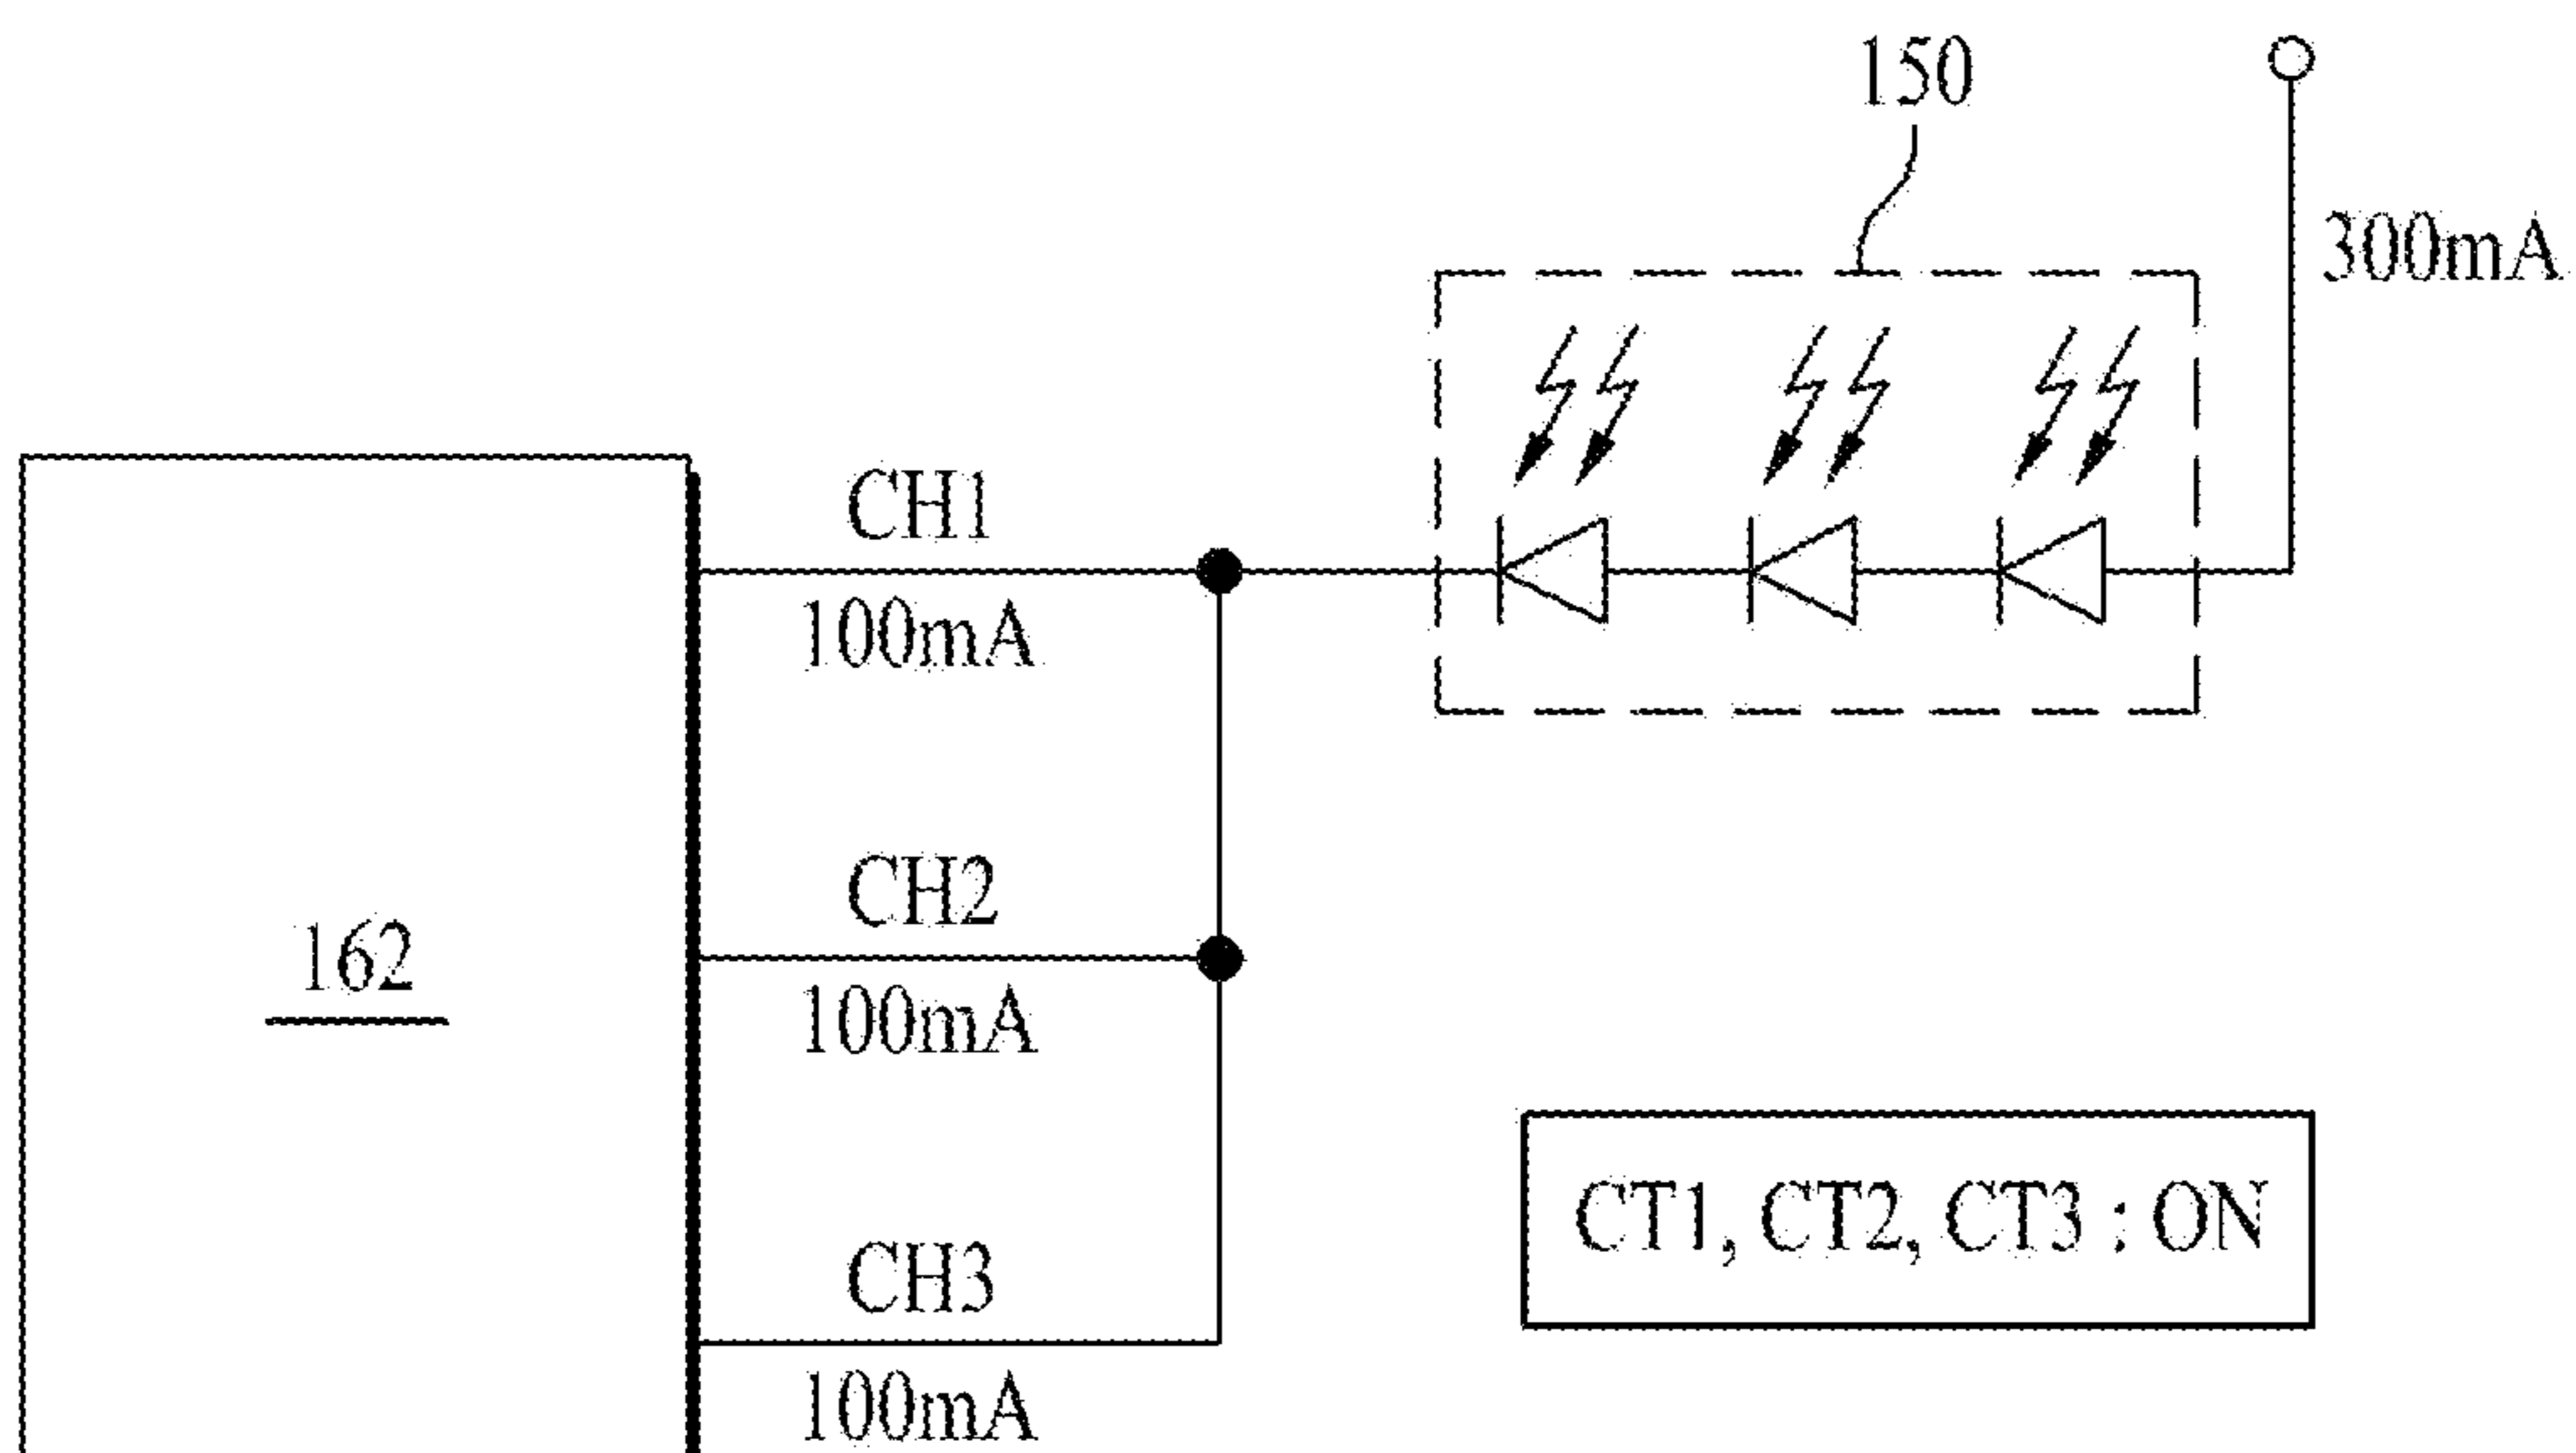 150
300mA
CH1
100mA
CH2
162
100mA
CT1, CT2, CT3 : ON
CH3
100mA